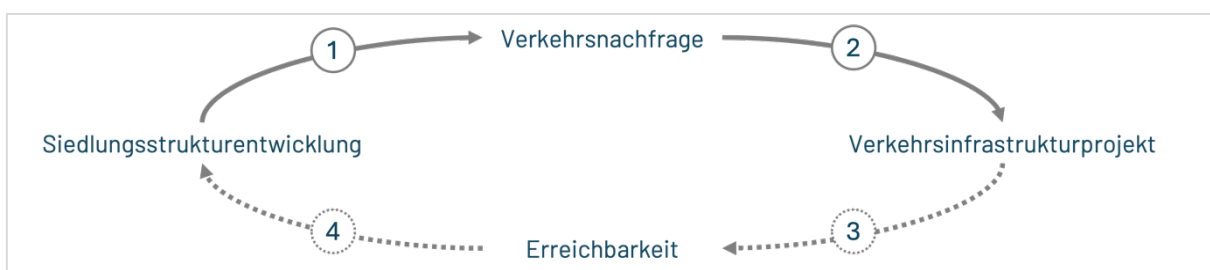 1 Verkehrsnachfrage 2
Siedlungsstrukturentwicklung Verkehrsinfrastrukturprojekt
4 Erreichbarkeit 3